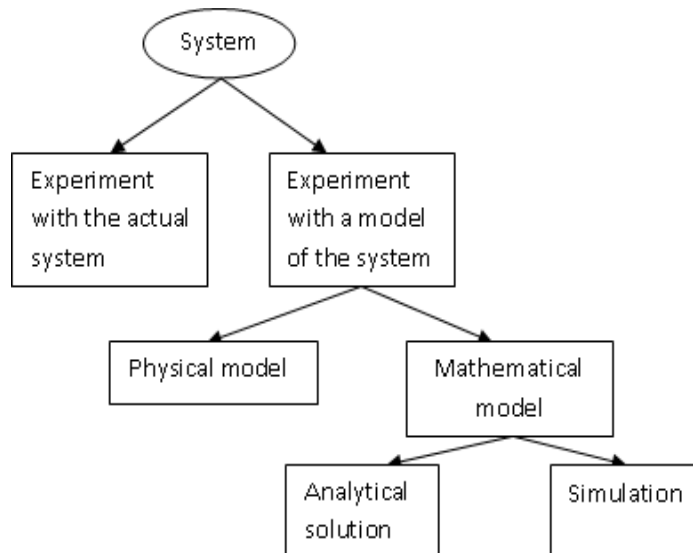 System
Experiment
with the actual
system
Experiment
with a model
of the system
Physical model
Mathematical
model
Analytical
solution
Simulation